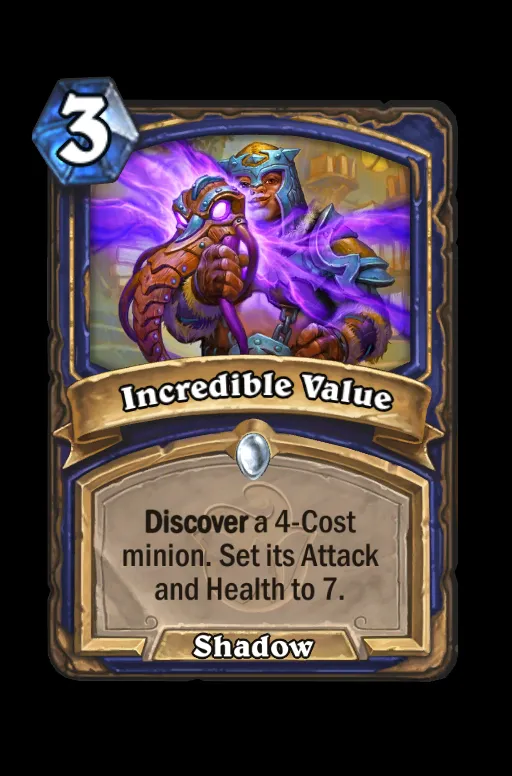 3
Incredible Value
Discover a 4-Cost
minion. Set its Attack
and Health to 7.
Shadow